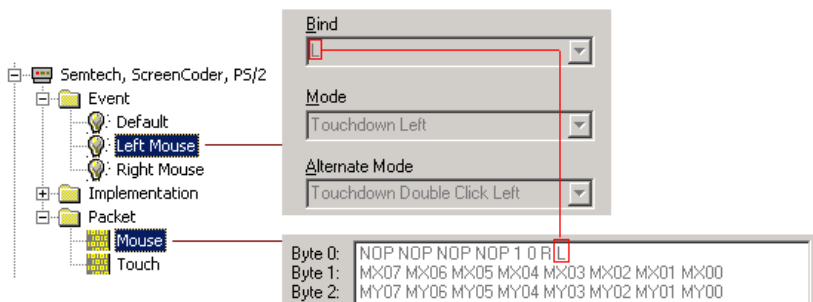 Semtech, ScreenCoder, PS/2
Event
Default
Left Mouse
Right Mouse
Implementation
Packet
Mouse
Touch
Bind
L
Mode
Touchdown Left
Alternate Mode
Touchdown Double Click Left
Byte 0: NOP NOP NOP NOP 1 0 R L
Byte 1: MX07 MX06 MX05 MX04 MX03 MX02 MX01 MX00
Byte 2: MY07 MY06 MY05 MY04 MY03 MY02 MY01 MY00